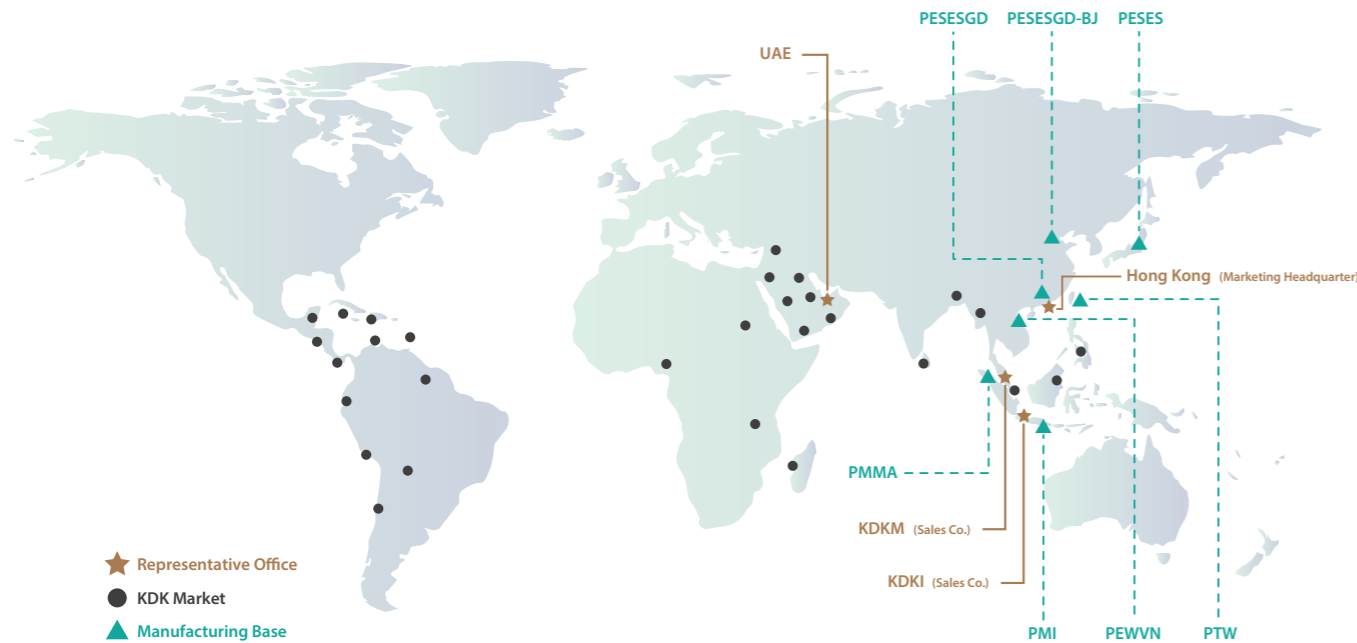 PESESGD PESESGD-BJ PESES
UAE
Hong Kong (Marketing Headquarter)
PMMA
KDKM (Sales Co.)
KDKI (Sales Co.)
Representative Office
KDK Market
Manufacturing Base
PMI PEWVN PTW